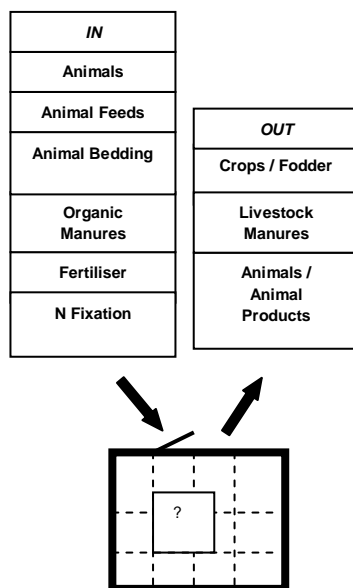 IN
Animals
Animal Feeds
Animal Bedding
Organic
Manures
Fertiliser
N Fixation
OUT
Crops / Fodder
Livestock
Manures
Animals /
Animal
Products
?